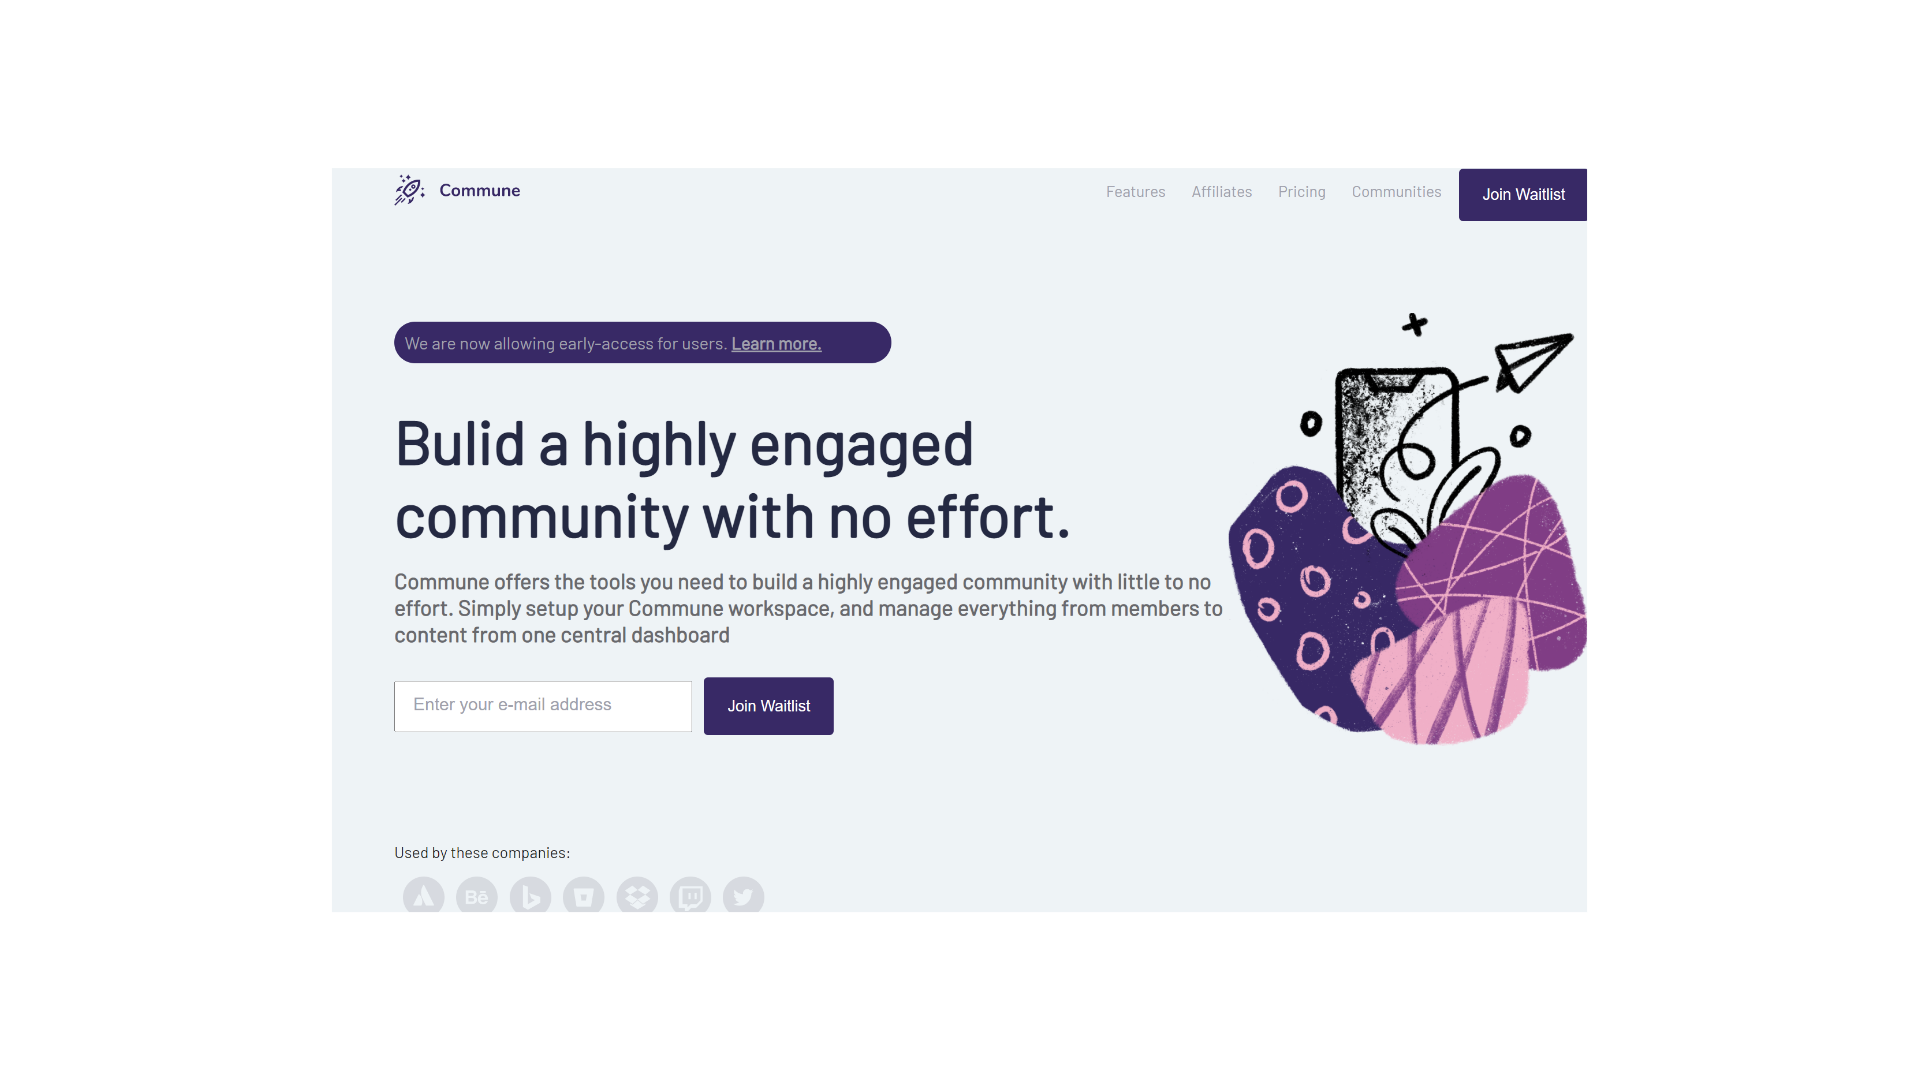 Commune
Features Affiliates Pricing Communities Join Waitlist
We are now allowing early-access for users. Learn more.
Bulid a highly engaged
community with no effort.
Commune offers the tools you need to build a highly engaged community with little to no
effort. Simply setup your Commune workspace, and manage everything from members to
content from one central dashboard
Enter your e-mail address Join Waitlist
Used by these companies:
Bē